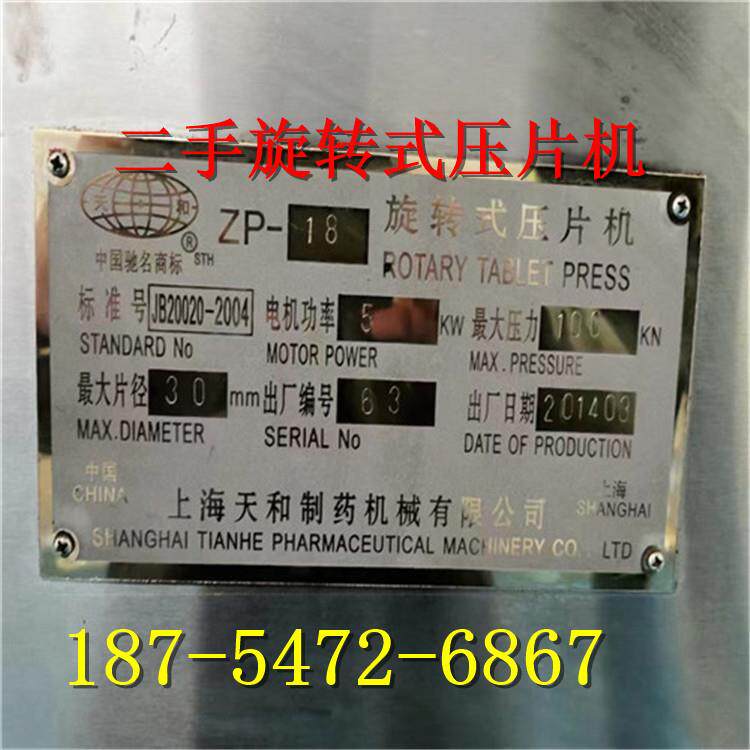 二手旋转式压片机
天 和
® STH
中国驰名商标
ZP-18 旋转式压片机
ROTARY TABLET PRESS
标准号 JB20020-2004 电机功率 5 KW 最大压力 100 KN
STANDARD No MOTOR POWER MAX. PRESSURE
最大片径 30 mm 出厂编号 63 出厂日期 201403
MAX.DIAMETER SERIAL No DATE OF PRODUCTION
中国 上海
CHINA SHANGHAI
上海天和制药机械有限公司
SHANGHAI TIANHE PHARMACEUTICAL MACHINERY CO., LTD
187-5472-6867